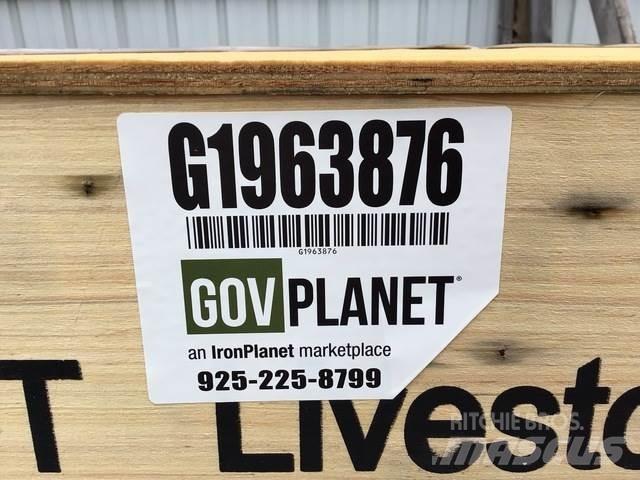 G1963876
G1963876
GOV PLANET®
an IronPlanet marketplace
925-225-8799
T Livesto
RITCHIE BROS.
MASCUS